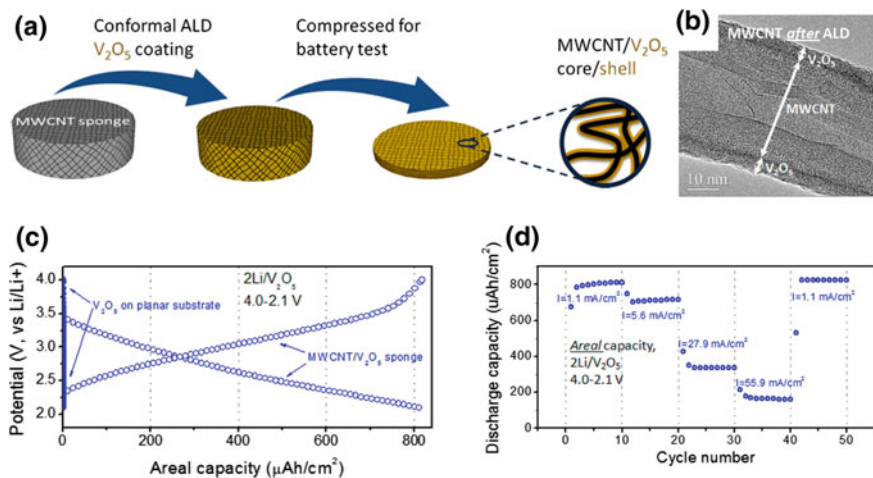 (a)
Conformal ALD
V₂O₅ coating
Compressed for
battery test
MWCNT/V₂O₅
core/shell
MWCNT sponge
(b)
MWCNT after ALD
V₂O₅
MWCNT
V₂O₅
10 nm
(c)
Potential (V, vs Li/Li+)
4.0
3.5
3.0
2.5
2.0
2Li/V₂O₅
4.0-2.1 V
V₂O₅ on planar substrate
MWCNT/V₂O₅ sponge
0 200 400 600 800
Areal capacity (μAh/cm²)
(d)
Discharge capacity (uAh/cm²)
800
600
400
200
0
I=1.1 mA/cm²
I=5.6 mA/cm²
I=27.9 mA/cm²
I=55.9 mA/cm²
I=1.1 mA/cm²
Areal capacity,
2Li/V₂O₅
4.0-2.1 V
0 10 20 30 40 50
Cycle number